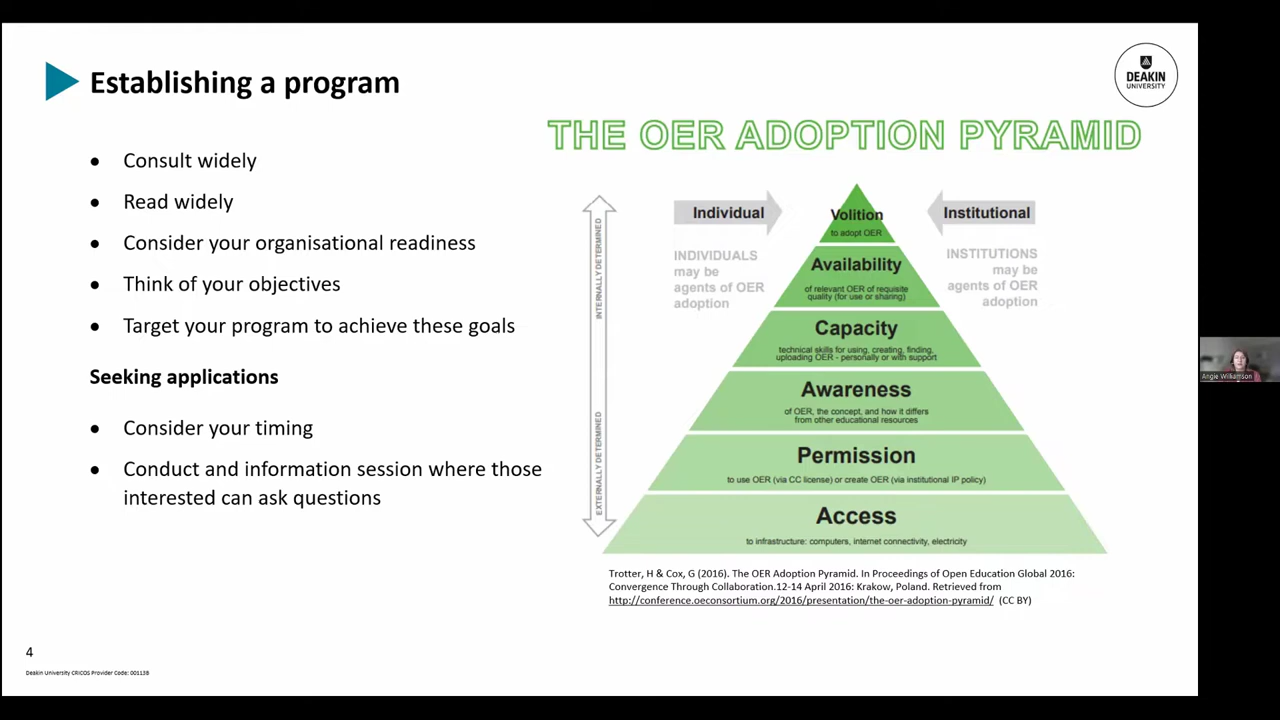 Establishing a program
DEAKIN
UNIVERSITY
• Consult widely
• Read widely
• Consider your organisational readiness
• Think of your objectives
• Target your program to achieve these goals
Seeking applications
• Consider your timing
• Conduct and information session where those
interested can ask questions
THE OER ADOPTION PYRAMID
INTERNALLY DETERMINED
EXTERNALLY DETERMINED
Individual
INDIVIDUALS
may be
agents of OER
adoption
Institutional
INSTITUTIONS
may be
agents of OER
adoption
Volition
to adopt OER
Availability
of relevant OER of requisite
quality (for use or sharing)
Capacity
technical skills for using, creating, finding,
uploading OER - personally or with support
Awareness
of OER, the concept, and how it differs
from other educational resources
Permission
to use OER (via CC license) or create OER (via institutional IP policy)
Access
to infrastructure: computers, internet connectivity, electricity
Trotter, H & Cox, G (2016). The OER Adoption Pyramid. In Proceedings of Open Education Global 2016:
Convergence Through Collaboration.12-14 April 2016: Krakow, Poland. Retrieved from
http://conference.oeconsortium.org/2016/presentation/the-oer-adoption-pyramid/ (CC BY)
Angie Williamson
4
Deakin University CRICOS Provider Code: 00113B